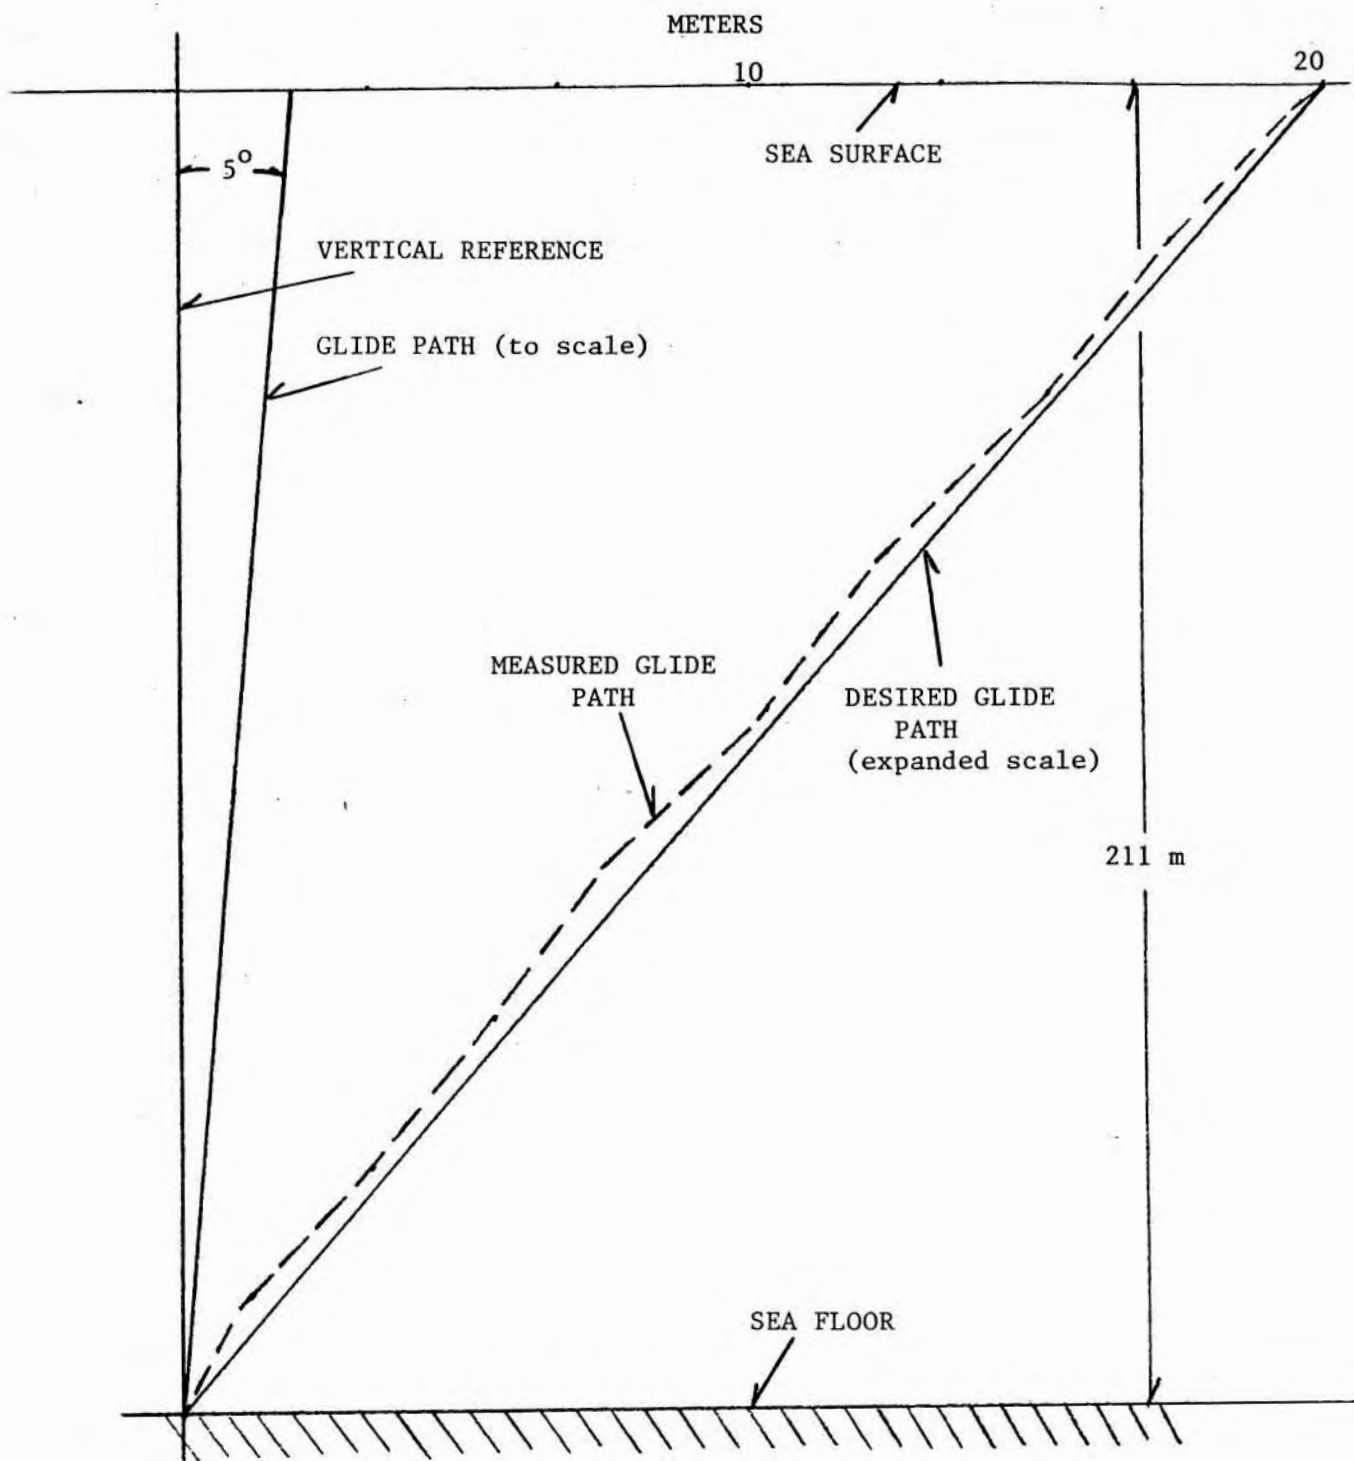 METERS
10
20
SEA SURFACE
5°
VERTICAL REFERENCE
GLIDE PATH (to scale)
MEASURED GLIDE
PATH
DESIRED GLIDE
PATH
(expanded scale)
211 m
SEA FLOOR